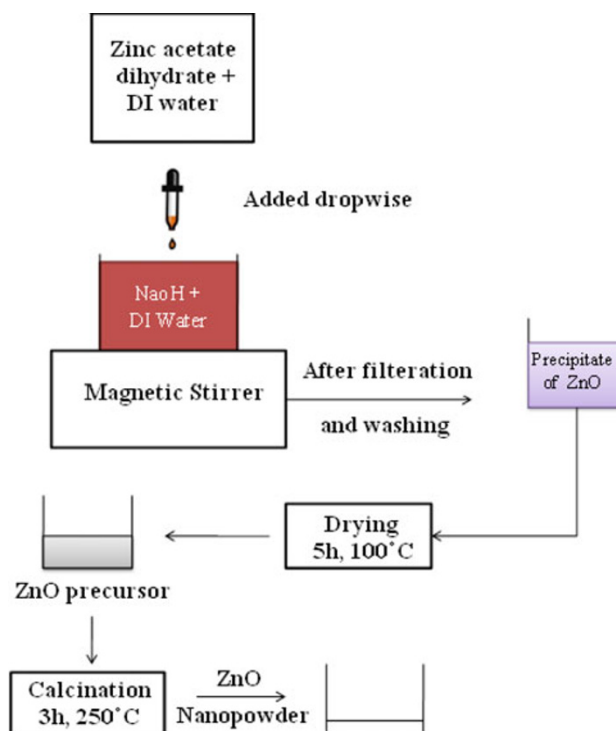 Zinc acetate
dihydrate +
DI water
Added dropwise
NaoH +
DI Water
Magnetic Stirrer
After filteration
and washing
Precipitate
of ZnO
Drying
5h, 100˚C
ZnO precursor
Calcination
3h, 250˚C
ZnO
Nanopowder